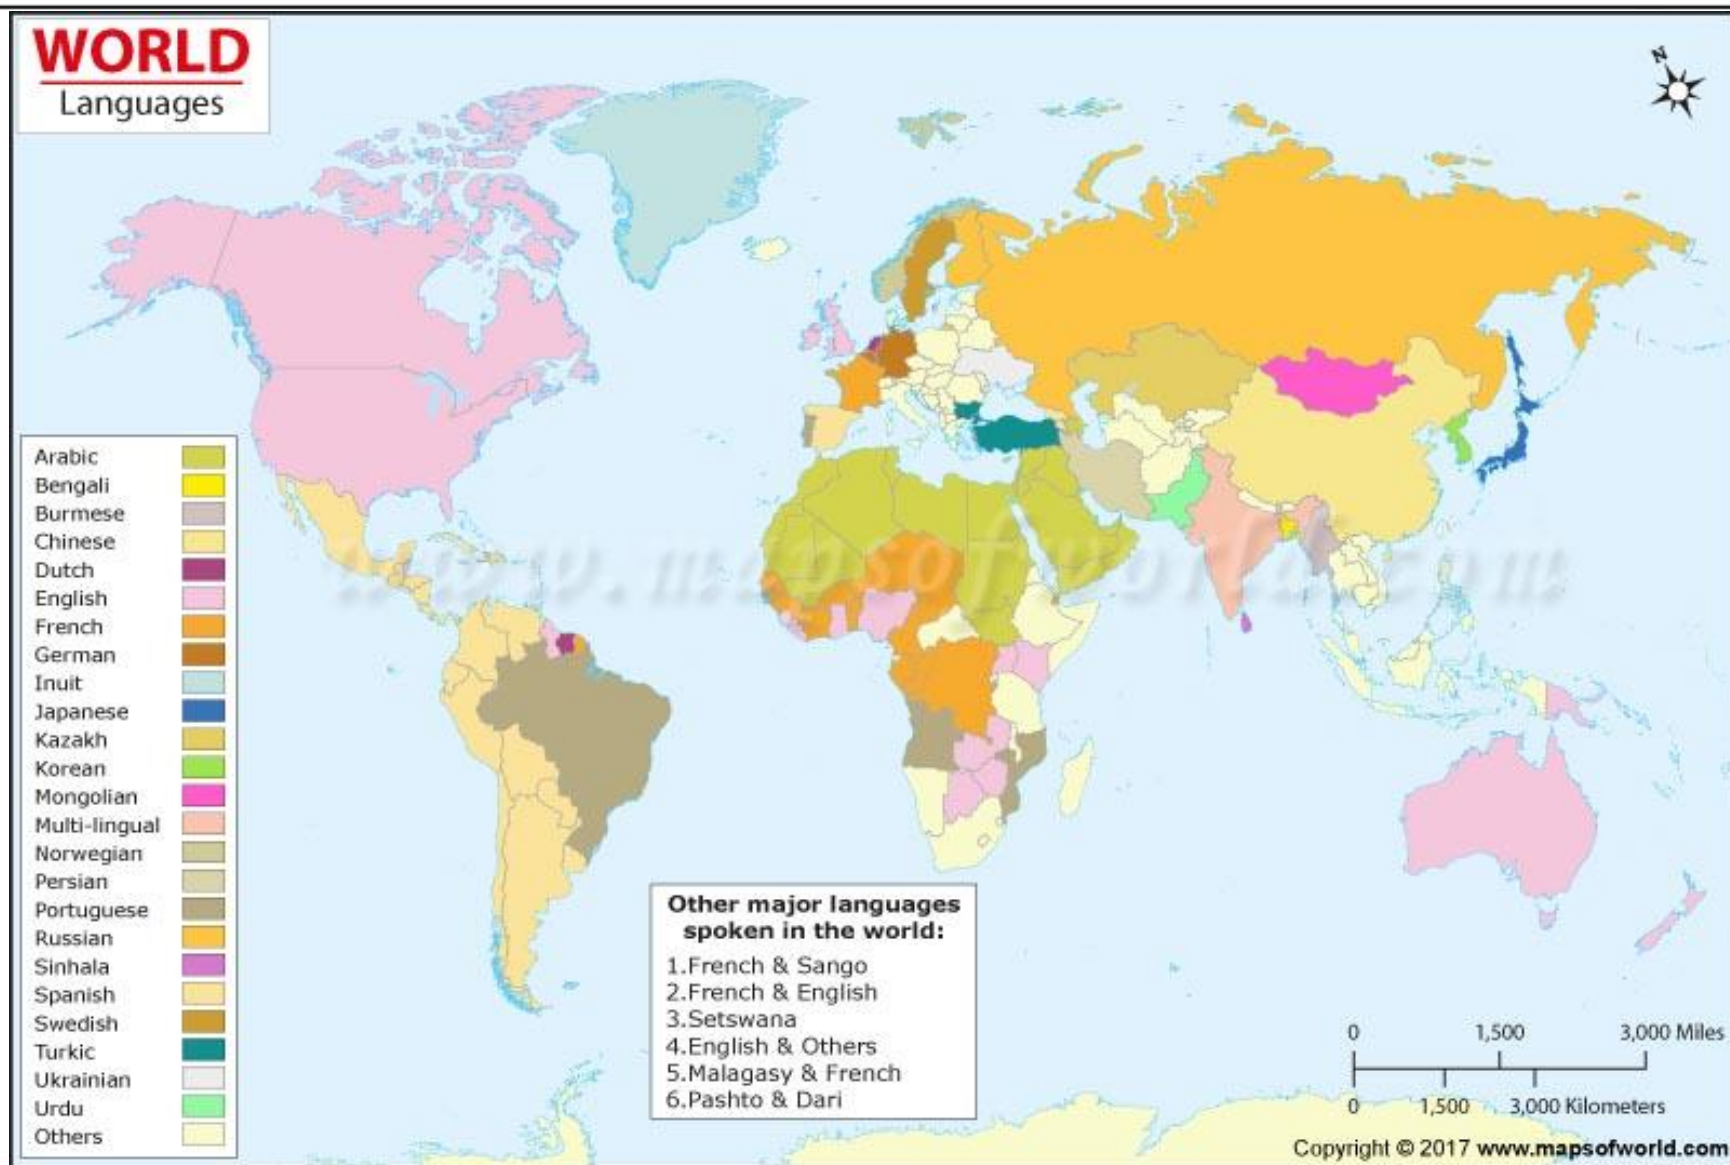 WORLD
Languages
N
www.mapsofworld.com
Arabic
Bengali
Burmese
Chinese
Dutch
English
French
German
Inuit
Japanese
Kazakh
Korean
Mongolian
Multi-lingual
Norwegian
Persian
Portuguese
Russian
Sinhala
Spanish
Swedish
Turkic
Ukrainian
Urdu
Others
Other major languages
spoken in the world:
1.French & Sango
2.French & English
3.Setswana
4.English & Others
5.Malagasy & French
6.Pashto & Dari
0 1,500 3,000 Miles
0 1,500 3,000 Kilometers
Copyright © 2017 www.mapsofworld.com